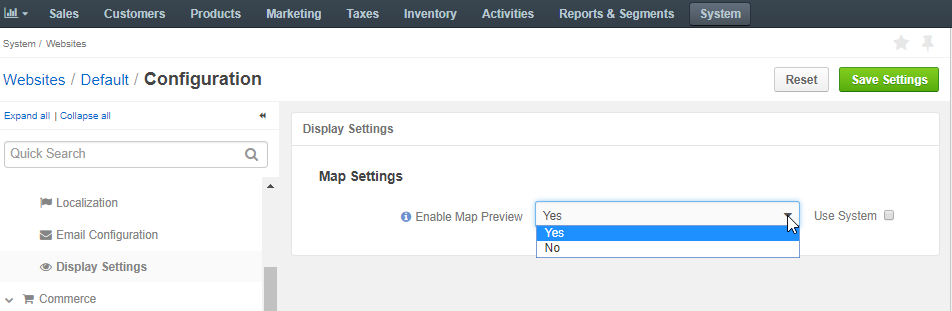 Sales Customers Products Marketing Taxes Inventory Activities Reports & Segments System
System / Websites
Websites / Default / Configuration
Reset Save Settings
Expand all | Collapse all
Display Settings
Quick Search
Map Settings
Localization
Enable Map Preview Yes Use System
Email Configuration
Yes
No
Display Settings
Commerce